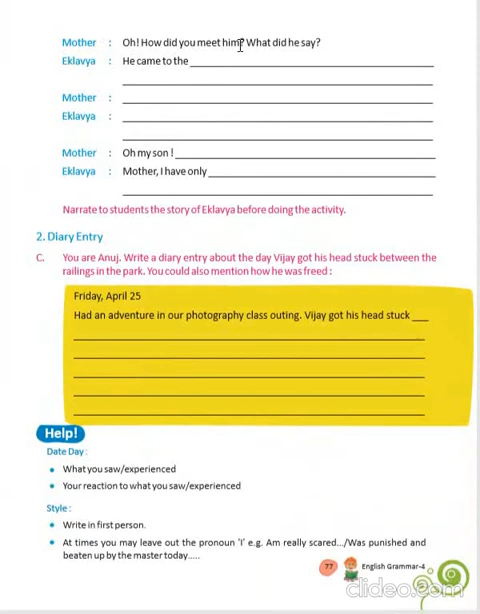 Mother : Oh! How did you meet him? What did he say?
Eklavya : He came to the
Mother :
Eklavya :
Mother : Oh my son !
Eklavya : Mother, I have only
Narrate to students the story of Eklavya before doing the activity.
2. Diary Entry
C. You are Anuj. Write a diary entry about the day Vijay got his head stuck between the
railings in the park. You could also mention how he was freed :
Friday, April 25
Had an adventure in our photography class outing. Vijay got his head stuck
Help!
Date Day :
• What you saw/experienced
• Your reaction to what you saw/experienced
Style :
• Write in first person.
• At times you may leave out the pronoun 'I' e.g. Am really scared.../Was punished and
beaten up by the master today.....
77 English Grammar-4
clideo.com